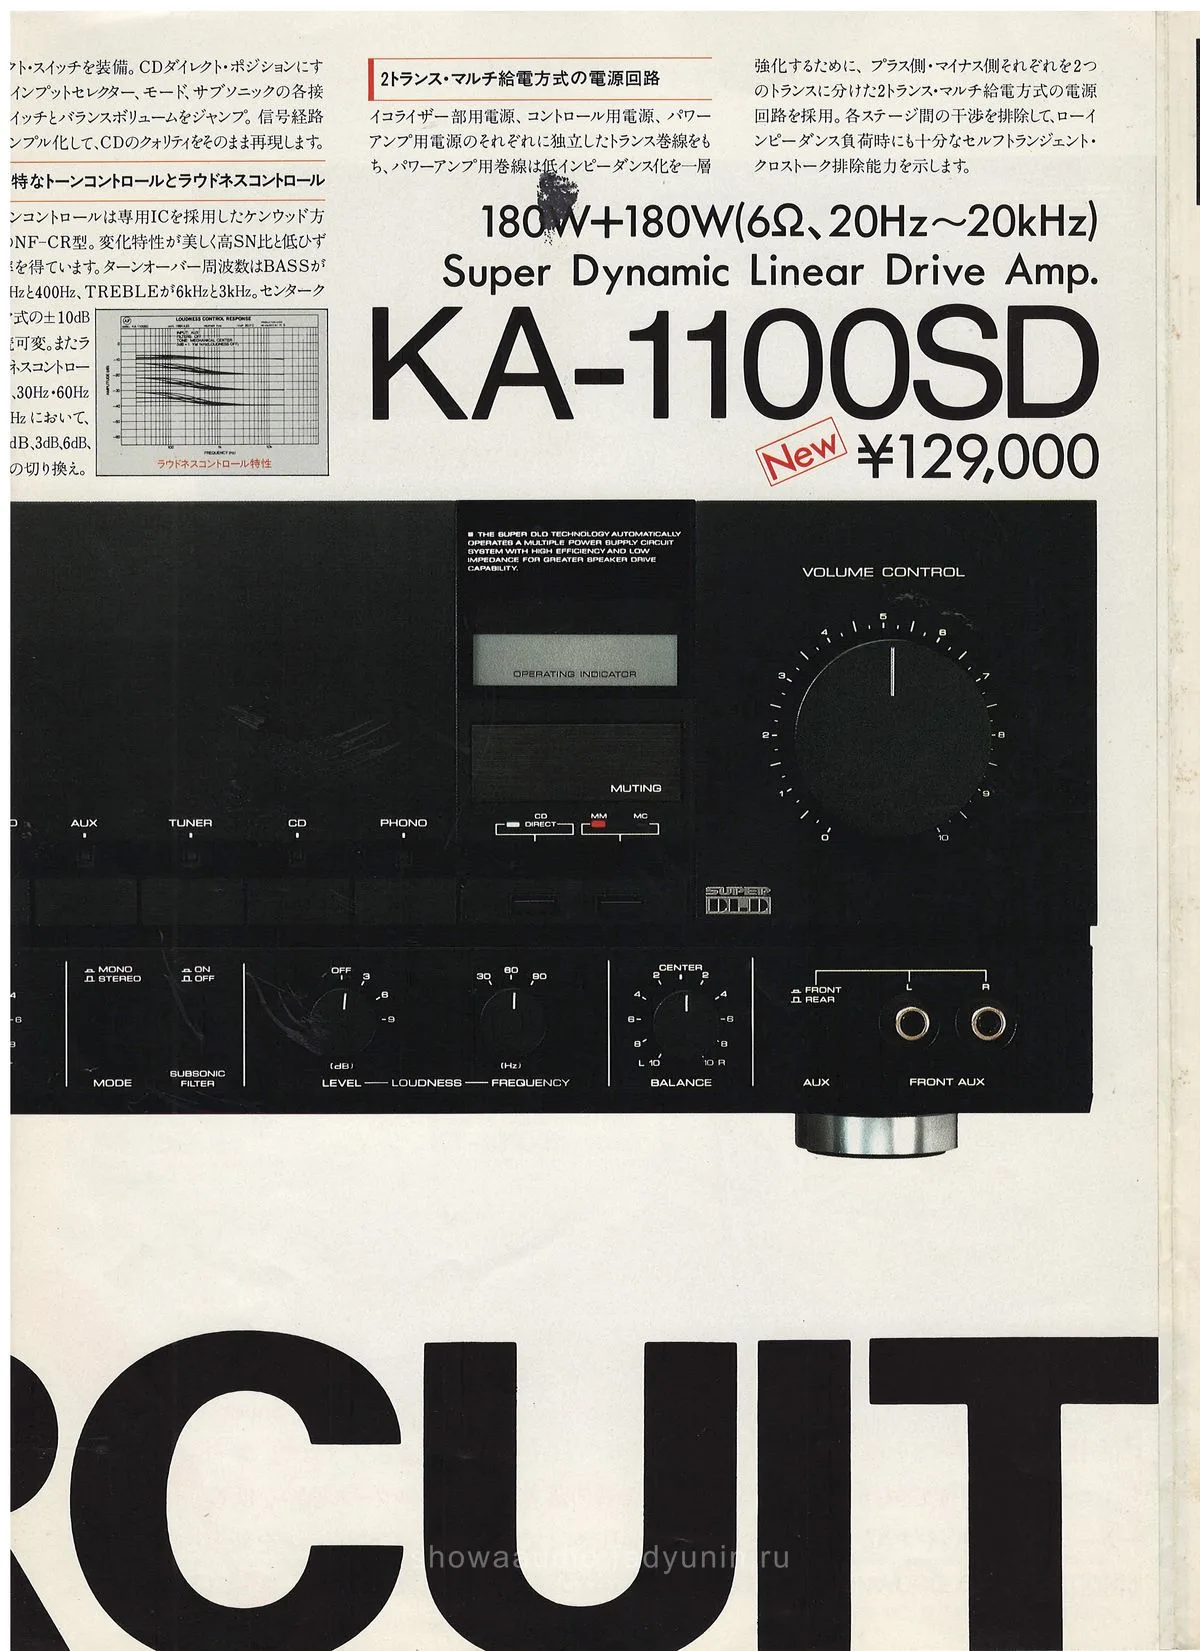 クト・スイッチを装備。CDダイレクト・ポジションにす
インプットセレクター、モード、サブソニックの各接
イッチとバランスボリュームをジャンプ。信号経路
ンプル化して、CDのクォリティをそのまま再現します。
特なトーンコントロールとラウドネスコントロール
ンコントロールは専用ICを採用したケンウッド方
NF-CR型。変化特性が美しく高SN比と低ひず
を得ています。ターンオーバー周波数はBASSが
Hzと400Hz、TREBLEが6kHzと3kHz。センターク
式の±10dB
可変。またラ
ネスコントロー
、30Hz・60Hz
Hzにおいて、
dB、3dB、6dB、
の切り換え。
LOUDNESS CONTROL RESPONSE
AMPLITUDE (dB)
FREQUENCY (Hz)
ラウドネスコントロール特性
2トランス・マルチ給電方式の電源回路
イコライザー部用電源、コントロール用電源、パワー
アンプ用電源のそれぞれに独立したトランス巻線をも
ち、パワーアンプ用巻線は低インピーダンス化を一層
強化するために、プラス側・マイナス側それぞれを2つ
のトランスに分けた2トランス・マルチ給電方式の電源
回路を採用。各ステージ間の干渉を排除して、ローイ
ンピーダンス負荷時にも十分なセルフトランジェント・
クロストーク排除能力を示します。
180W+180W(6Ω、20Hz～20kHz)
Super Dynamic Linear Drive Amp.
KA-1100SD
New ¥129,000
THE SUPER DLD TECHNOLOGY AUTOMATICALLY
OPERATES A MULTIPLE POWER SUPPLY CIRCUIT
SYSTEM WITH HIGH EFFICIENCY AND LOW
IMPEDANCE FOR GREATER SPEAKER DRIVE
CAPABILITY.
OPERATING INDICATOR
MUTING
CD DIRECT MM MC
VOLUME CONTROL
0 1 2 3 4 5 6 7 8 9 10
AUX TUNER CD PHONO
SUPER
DLD
MONO
STEREO
ON
OFF
MODE
SUBSONIC
FILTER
OFF 3 6 9
(dB)
30 60 90
(Hz)
LEVEL LOUDNESS FREQUENCY
CENTER
2 2
4 4
6 6
8 8
L 10 10 R
BALANCE
FRONT
REAR
L R
AUX
FRONT AUX
RCUIT
showaaudio.radyunin.ru